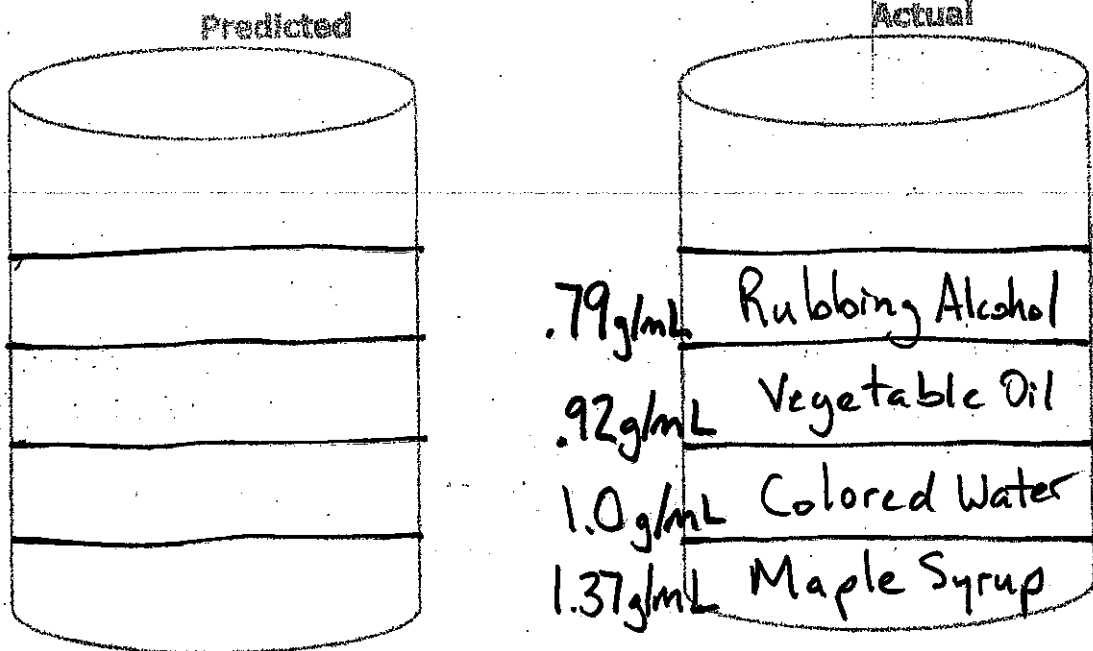 Predicted
Actual
.79g/mL Rubbing Alcohol
.92g/mL Vegetable Oil
1.0g/mL Colored Water
1.37g/mL Maple Syrup